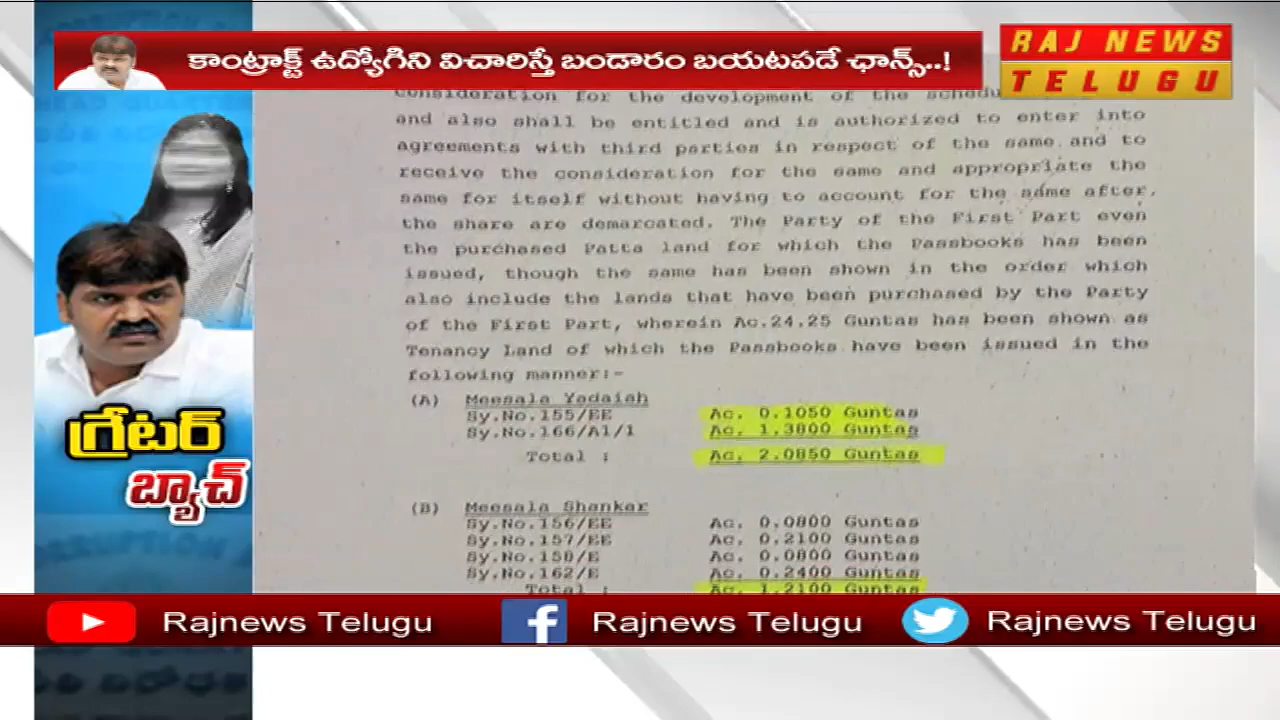 కాంట్రాక్ట్ ఉద్యోగిని విచారిస్తే బండారం బయటపడే ఛాన్స్..!
RAJ NEWS
TELUGU
consideration for the development of the
and also shall be entitled and is authorized to enter into
agreements with third parties in respect of the same and to
receive the consideration for the same and appropriate the
same for itself without having to account for the same after,
the share are demarcated. The Party of the First Part even
the purchased Patta land for which the Passbooks has been
issued, though the same has been shown in the order which
also include the lands that have been purchased by the Party
of the First Part, wherein Ac.24.25 Guntas has been shown as
Tenancy Land of which the Passbooks have been issued in the
following manner:-
(A) Meesala Yadaiah
Sy.No.155/EE Ac. 0.1050 Guntas
Sy.No.166/A1/1 Ac. 1.3800 Guntas
Total : Ac. 2.0850 Guntas
(B) Meesala Shankar
Sy.No.156/EE Ac. 0.0800 Guntas
Sy.No.157/EE Ac. 0.2100 Guntas
Sy.No.158/E Ac. 0.0800 Guntas
Sy.No.162/E Ac. 0.2400 Guntas
Total : Ac. 1.2100 Guntas
గ్రేటర్
బ్యాచ్
Rajnews Telugu
Rajnews Telugu
Rajnews Telugu